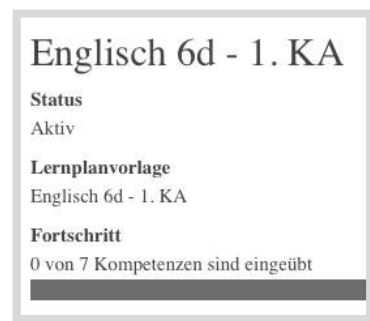 Englisch 6d - 1. KA
Status
Aktiv
Lernplanvorlage
Englisch 6d - 1. KA
Fortschritt
0 von 7 Kompetenzen sind eingeübt